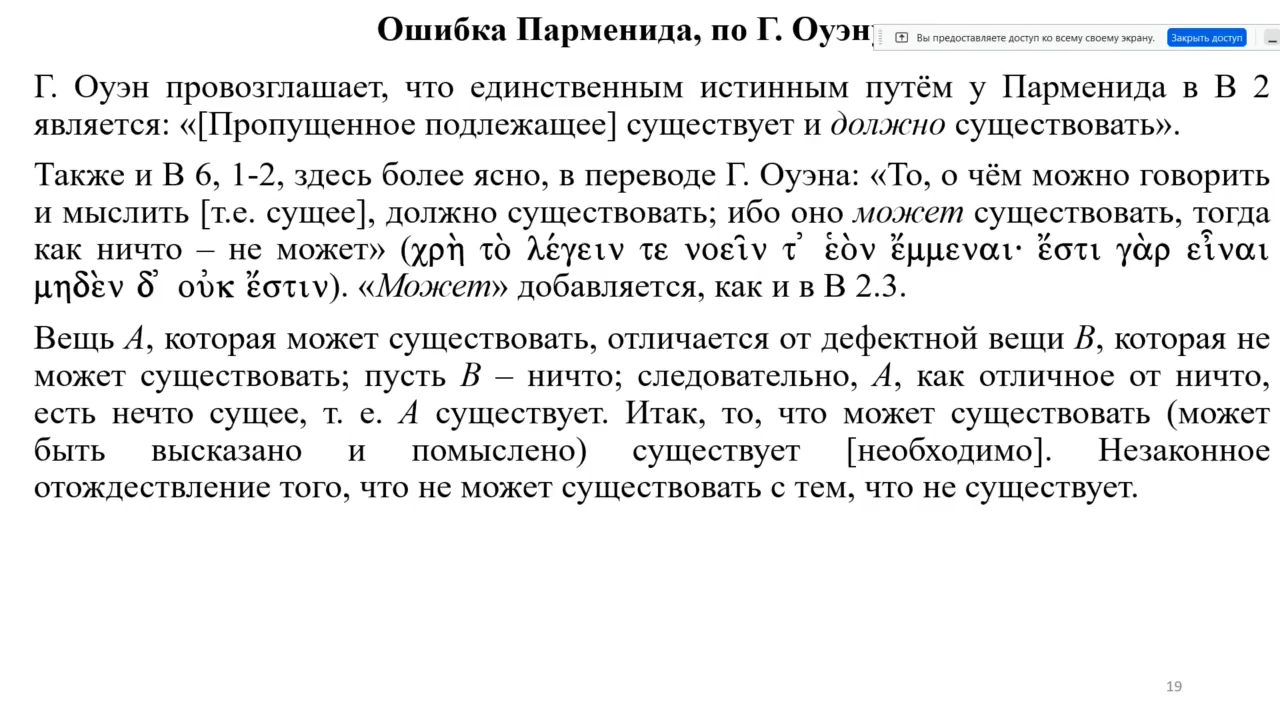 Ошибка Парменида, по Г. Оуэну
Вы предоставляете доступ ко всему своему экрану. Закрыть доступ
Г. Оуэн провозглашает, что единственным истинным путём у Парменида в В 2
является: «[Пропущенное подлежащее] существует и должно существовать».
Также и В 6, 1-2, здесь более ясно, в переводе Г. Оуэна: «То, о чём можно говорить
и мыслить [т.е. сущее], должно существовать; ибо оно может существовать, тогда
как ничто – не может» (χρὴ τὸ λέγειν τε νοεῖν τ᾽ ἐὸν ἔμμεναι· ἔστι γὰρ εἶναι
μηδὲν δ᾽ οὐκ ἔστιν). «Может» добавляется, как и в В 2.3.
Вещь А, которая может существовать, отличается от дефектной вещи В, которая не
может существовать; пусть В – ничто; следовательно, А, как отличное от ничто,
есть нечто сущее, т. е. А существует. Итак, то, что может существовать (может
быть высказано и помыслено) существует [необходимо]. Незаконное
отождествление того, что не может существовать с тем, что не существует.
19